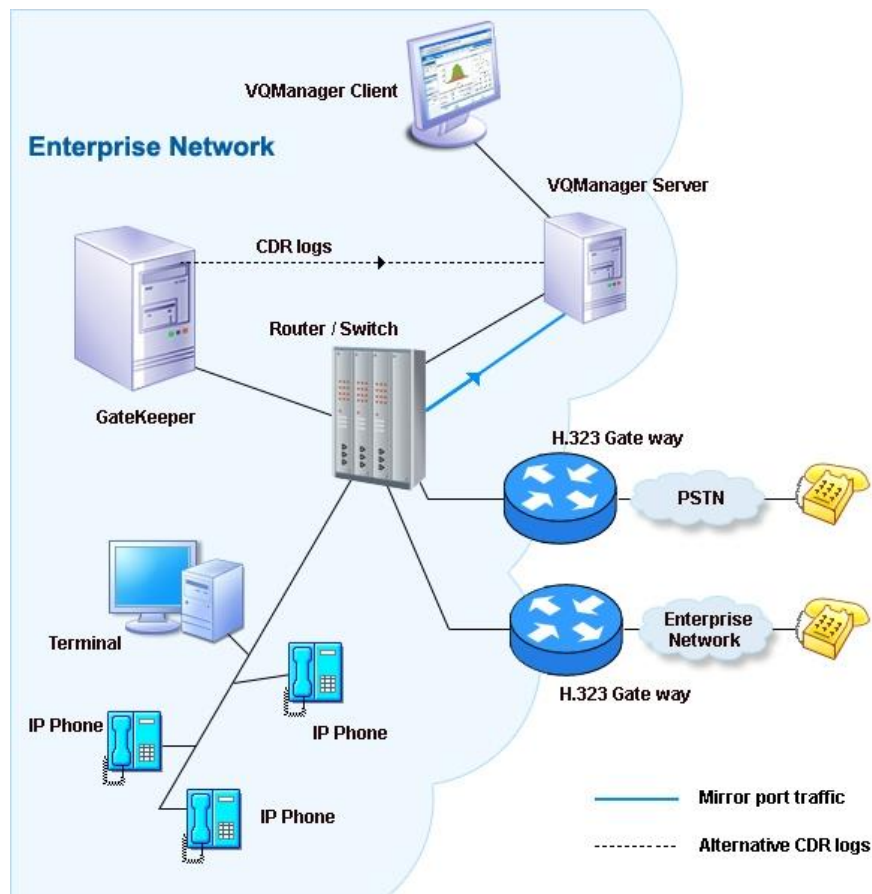 VQManager Client
Enterprise Network
VQManager Server
CDR logs
Router / Switch
GateKeeper
H.323 Gate way
PSTN
Terminal
Enterprise
Network
H.323 Gate way
IP Phone
IP Phone
IP Phone
Mirror port traffic
Alternative CDR logs